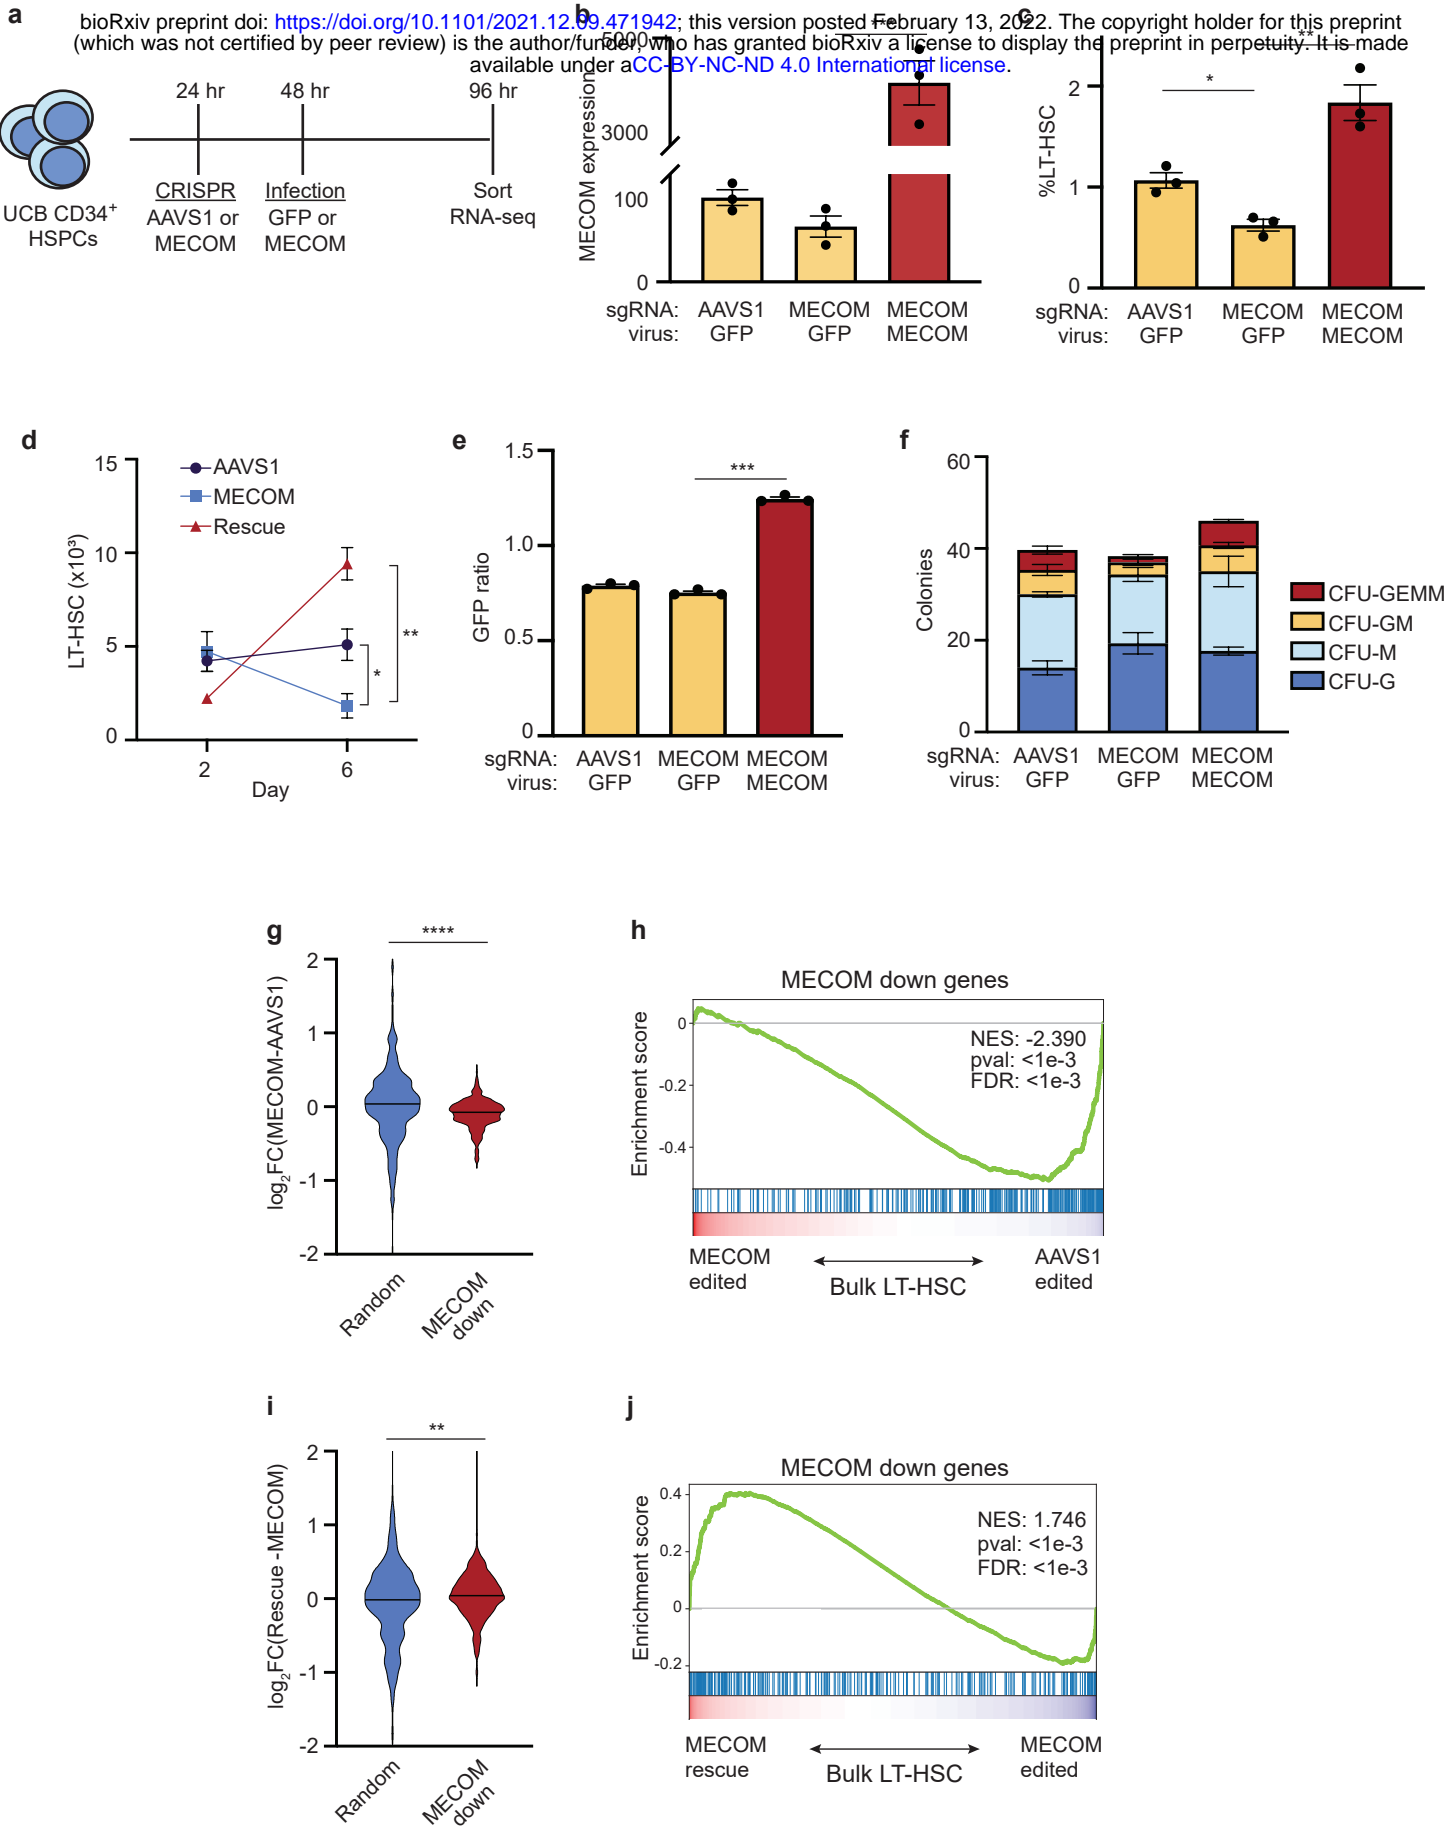 bioRxiv preprint doi: https://doi.org/10.1101/2021.12.09.471942; this version posted February 13, 2022. The copyright holder for this preprint
(which was not certified by peer review) is the author/funder, who has granted bioRxiv a license to display the preprint in perpetuity. It is made
available under aCC-BY-NC-ND 4.0 International license.
a
24 hr
48 hr
96 hr
CRISPR
AAVS1 or
MECOM
Infection
GFP or
MECOM
Sort
RNA-seq
UCB CD34+
HSPCs
b
MECOM expression
5000
3000
100
0
sgRNA: AAVS1 MECOM MECOM
virus: GFP GFP MECOM
c
%LT-HSC
2
1
0
*
**
sgRNA: AAVS1 MECOM MECOM
virus: GFP GFP MECOM
d
LT-HSC (x10³)
15
10
5
0
AAVS1
MECOM
Rescue
**
*
2 6
Day
e
GFP ratio
1.5
1.0
0.5
0
***
sgRNA: AAVS1 MECOM MECOM
virus: GFP GFP MECOM
f
Colonies
60
40
20
0
CFU-GEMM
CFU-GM
CFU-M
CFU-G
sgRNA: AAVS1 MECOM MECOM
virus: GFP GFP MECOM
g
log2FC(MECOM-AAVS1)
2
1
0
-1
-2
****
Random
MECOM
down
h
MECOM down genes
Enrichment score
0
-0.2
-0.4
NES: -2.390
pval: <1e-3
FDR: <1e-3
MECOM
edited
Bulk LT-HSC
AAVS1
edited
i
log2FC(Rescue -MECOM)
2
1
0
-1
-2
**
Random
MECOM
down
j
MECOM down genes
Enrichment score
0.4
0.2
0
-0.2
NES: 1.746
pval: <1e-3
FDR: <1e-3
MECOM
rescue
Bulk LT-HSC
MECOM
edited